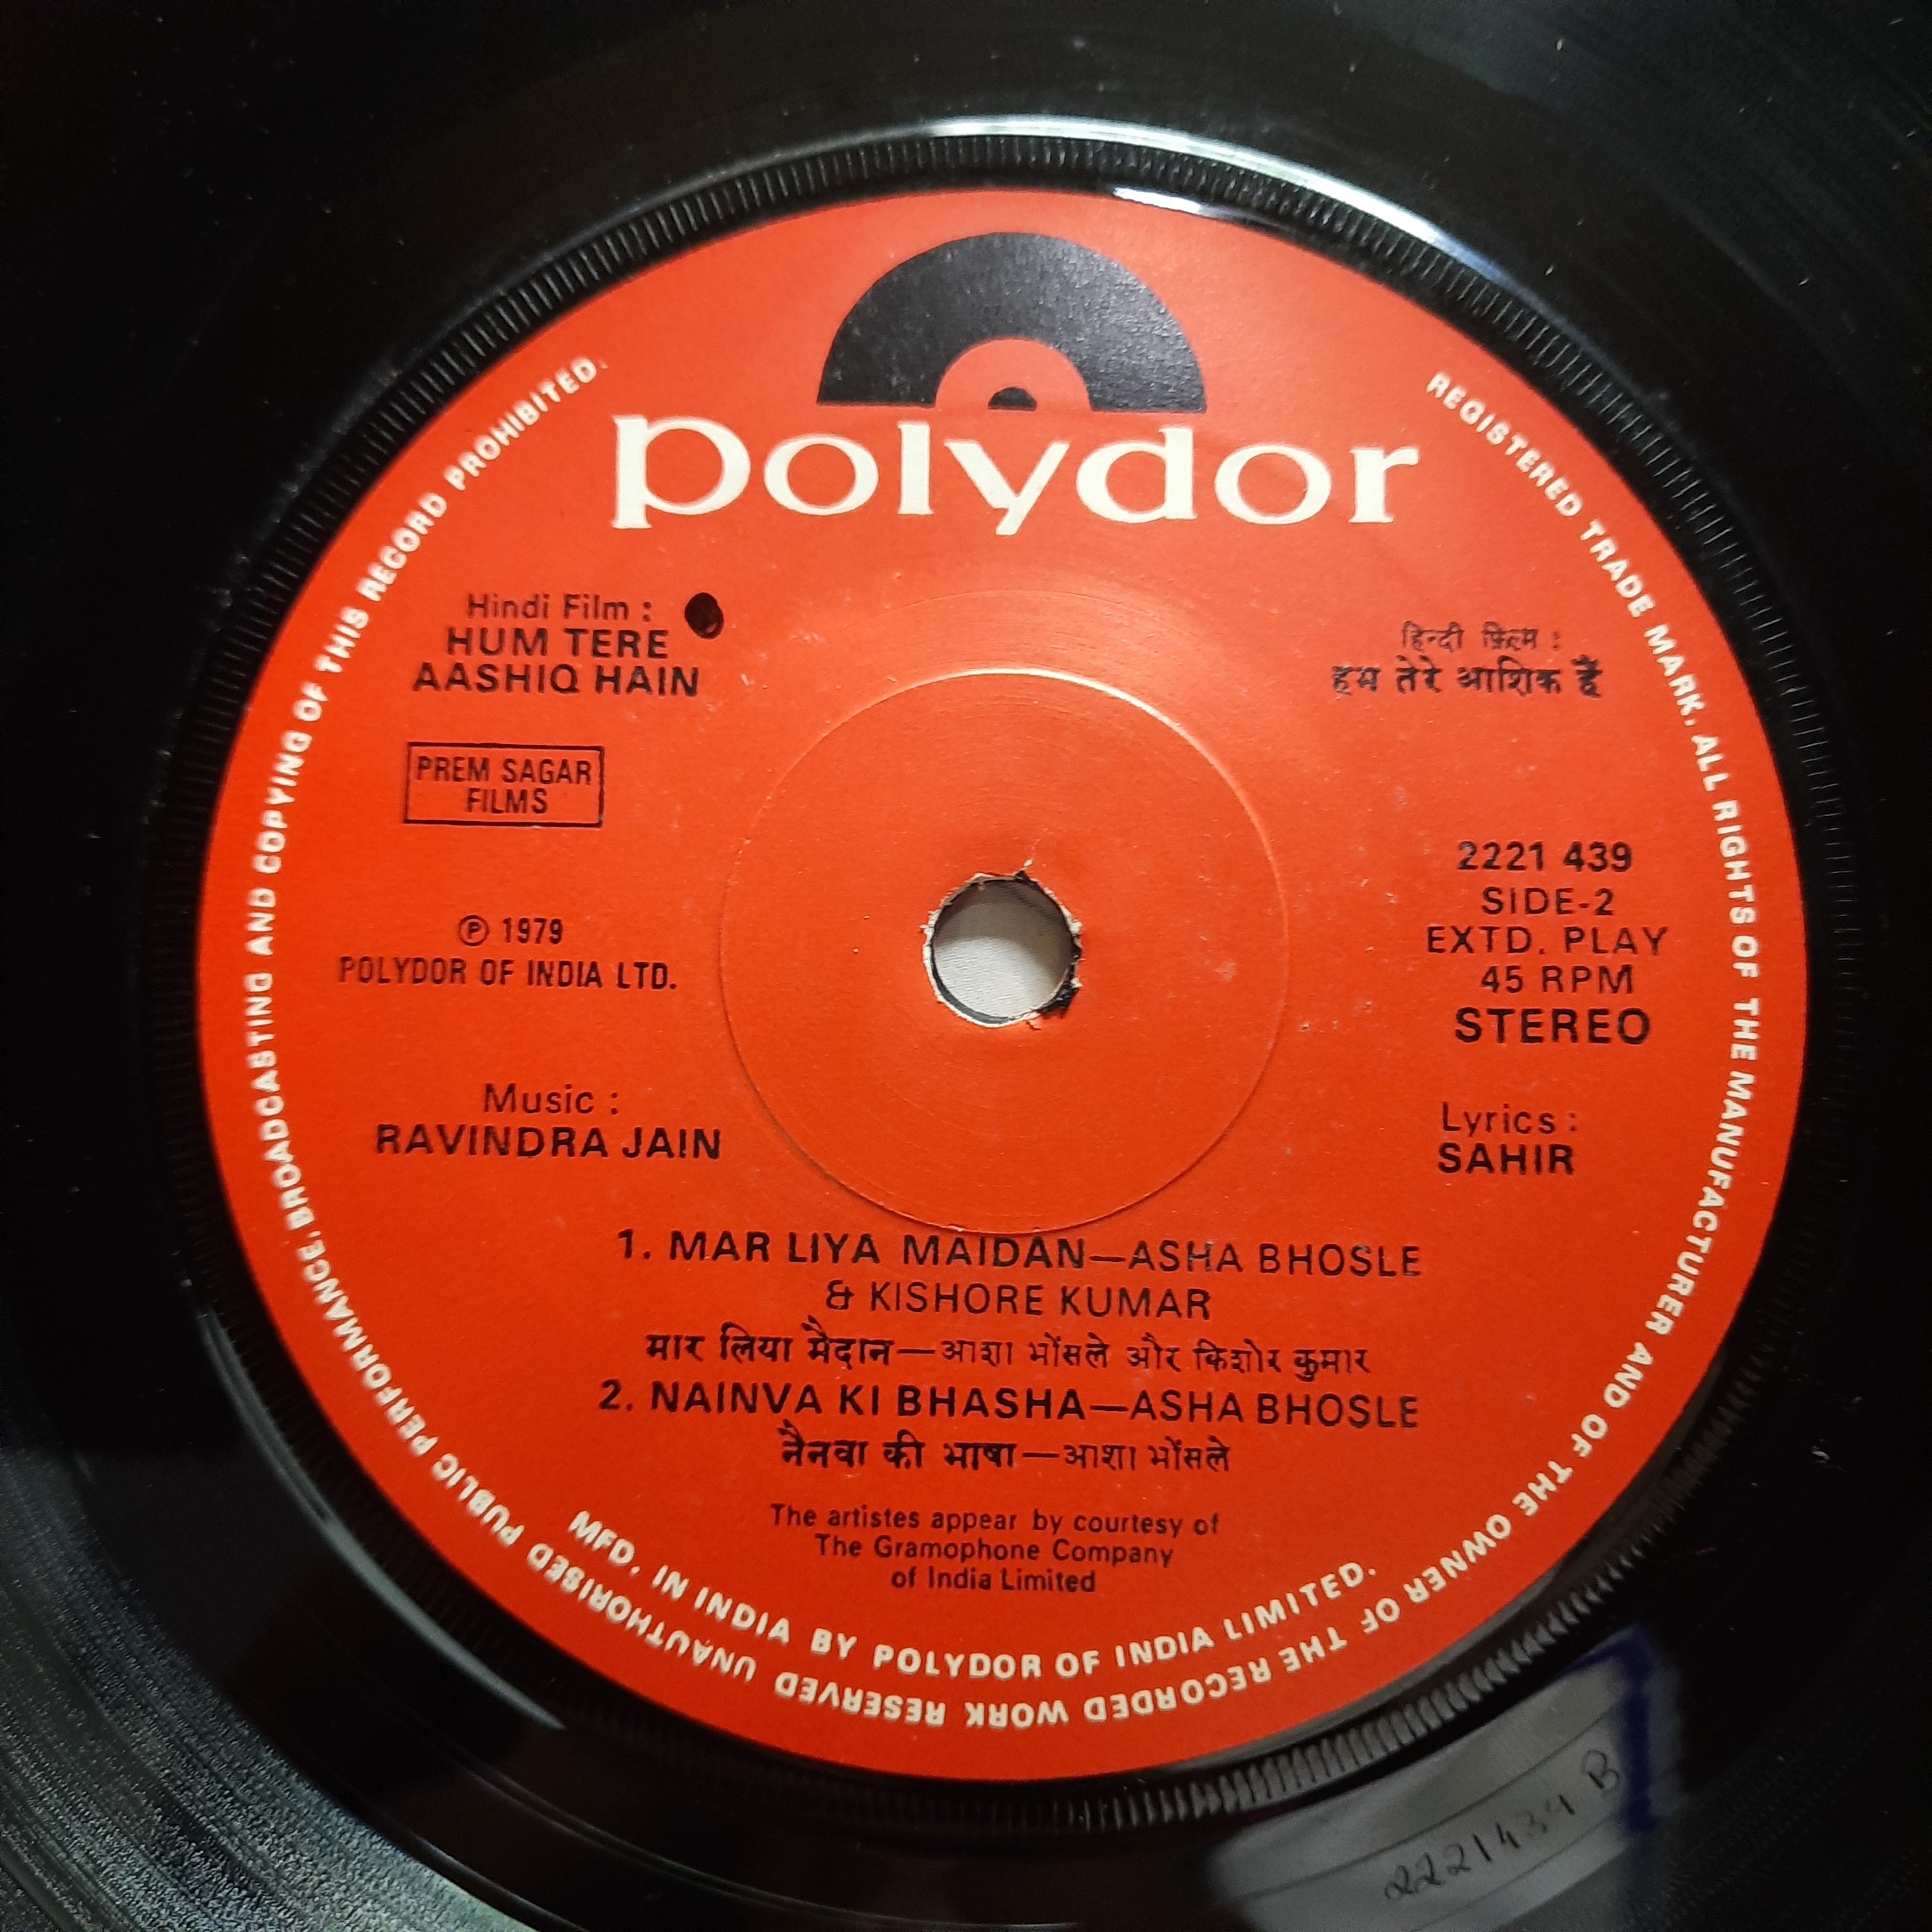 polydor
Hindi Film :
HUM TERE
AASHIQ HAIN
हिन्दी फ़िल्म :
हम तेरे आशिक हैं
PREM SAGAR
FILMS
℗ 1979
POLYDOR OF INDIA LTD.
2221 439
SIDE-2
EXTD. PLAY
45 RPM
STEREO
Music :
RAVINDRA JAIN
Lyrics :
SAHIR
1. MAR LIYA MAIDAN—ASHA BHOSLE
& KISHORE KUMAR
मार लिया मैदान—आशा भोंसले और किशोर कुमार
2. NAINVA KI BHASHA—ASHA BHOSLE
नैनवा की भाषा—आशा भोंसले
The artistes appear by courtesy of
The Gramophone Company
of India Limited
MFD. IN INDIA BY POLYDOR OF INDIA LIMITED.
REGISTERED TRADE MARK. ALL RIGHTS OF THE MANUFACTURER AND OF THE OWNER OF THE RECORDED WORK RESERVED UNAUTHORISED PUBLIC PERFORMANCE, BROADCASTING AND COPYING OF THIS RECORD PROHIBITED.
2221439 B